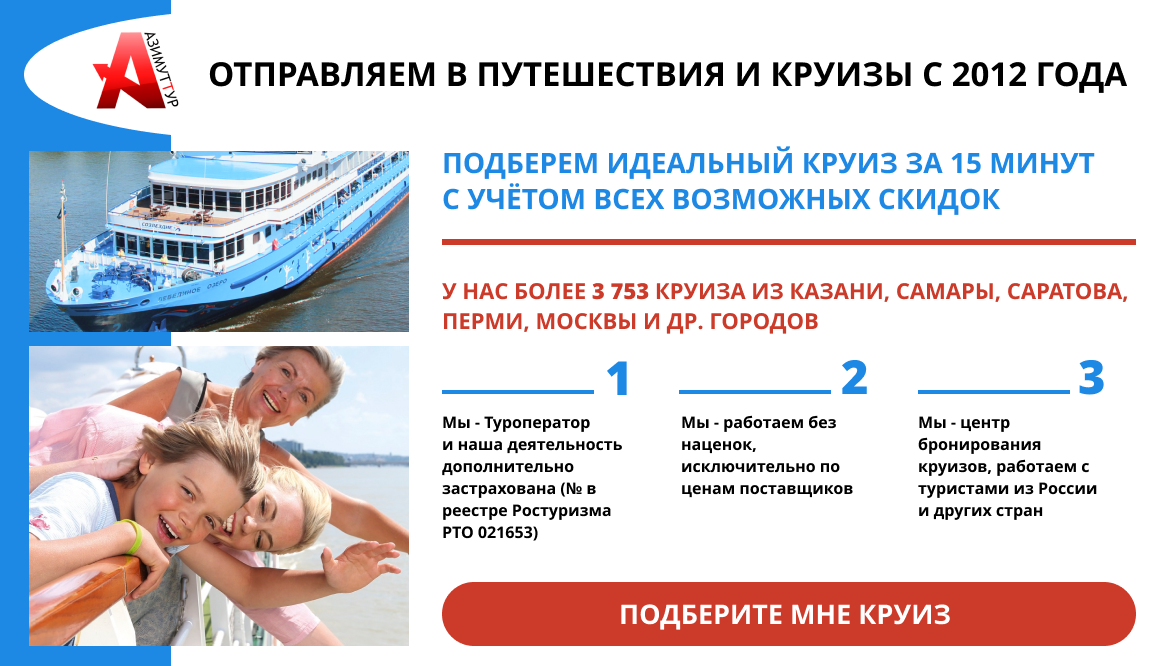 АЗИМУТТУР
ОТПРАВЛЯЕМ В ПУТЕШЕСТВИЯ И КРУИЗЫ С 2012 ГОДА
ПОДБЕРЕМ ИДЕАЛЬНЫЙ КРУИЗ ЗА 15 МИНУТ
С УЧЁТОМ ВСЕХ ВОЗМОЖНЫХ СКИДОК
СОЗВЕЗДИЕ
ЛЕБЕДИНОЕ ОЗЕРО
У НАС БОЛЕЕ 3 753 КРУИЗА ИЗ КАЗАНИ, САМАРЫ, САРАТОВА,
ПЕРМИ, МОСКВЫ И ДР. ГОРОДОВ
1
Мы - Туроператор
и наша деятельность
дополнительно
застрахована (№ в
реестре Ростуризма
РТО 021653)
2
Мы - работаем без
наценок,
исключительно по
ценам поставщиков
3
Мы - центр
бронирования
круизов, работаем с
туристами из России
и других стран
ПОДБЕРИТЕ МНЕ КРУИЗ